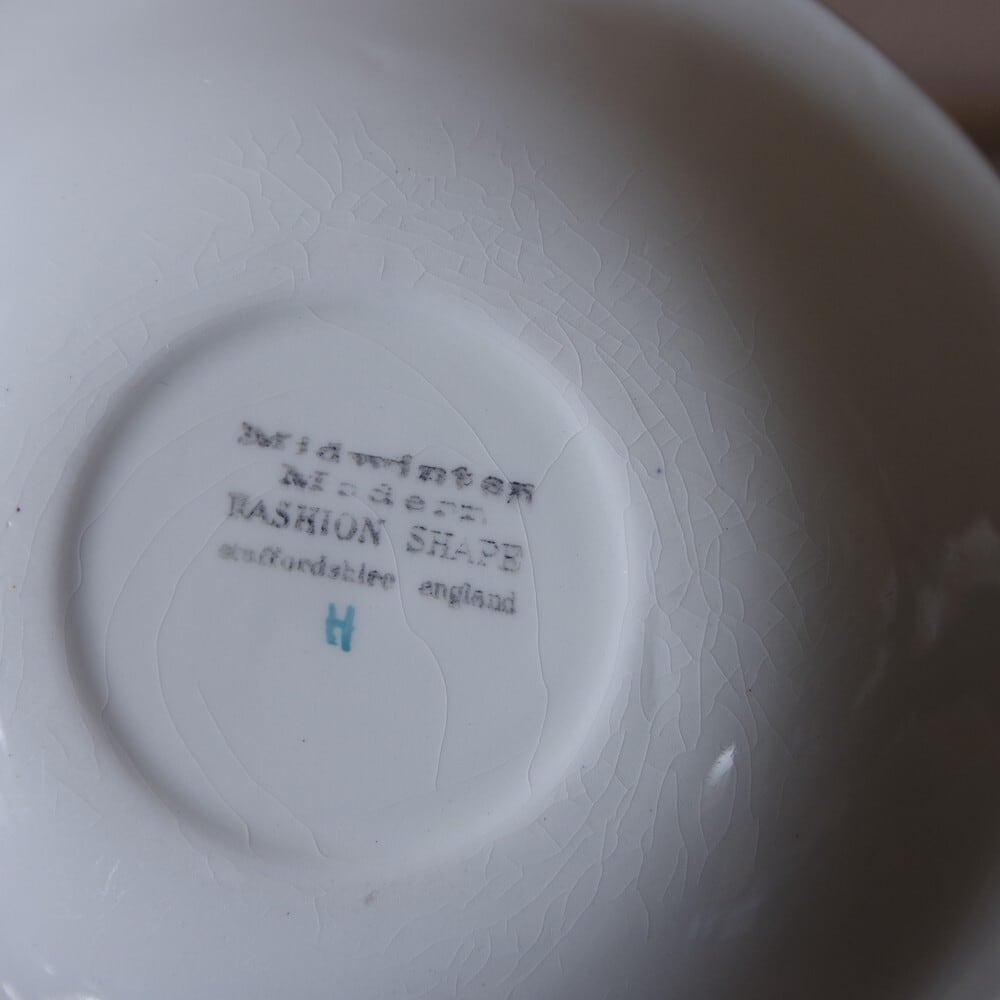 Midwinter
Modern
FASHION SHAPE
staffordshire england
H